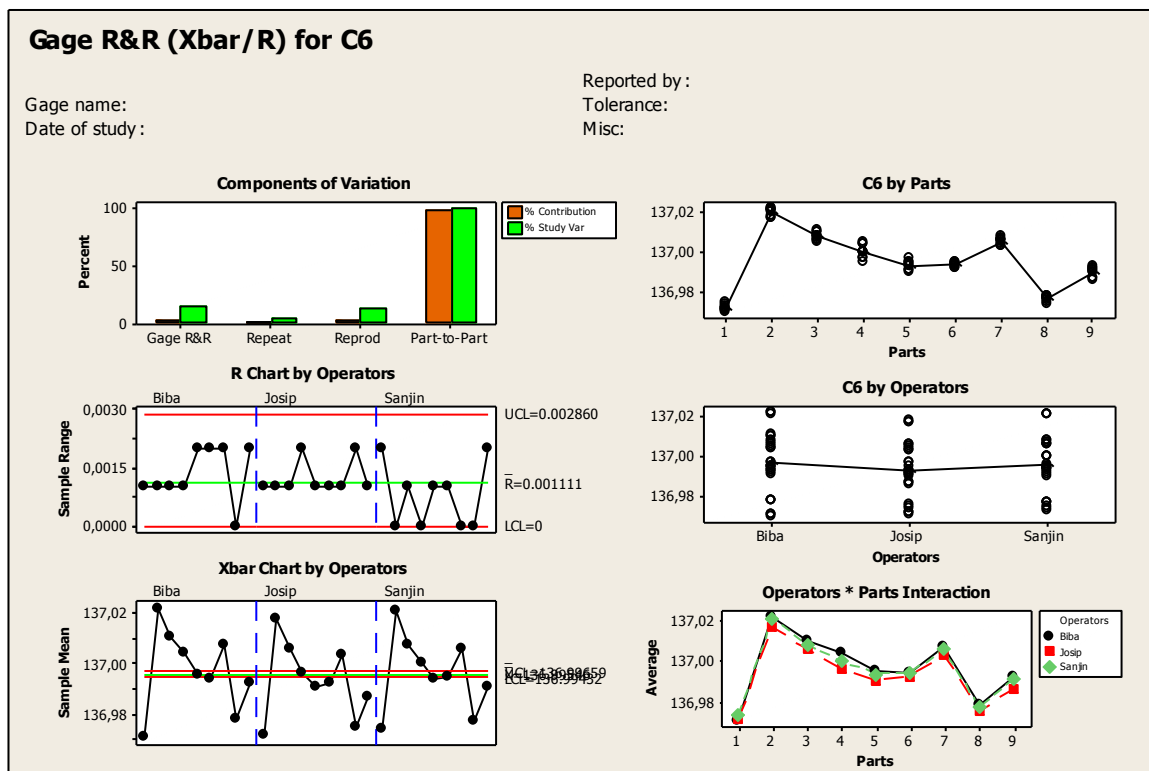 Gage R&R (Xbar/R) for C6
Reported by:
Gage name:
Tolerance:
Date of study:
Misc:
Components of Variation
100
50
0
Percent
Gage R&R
Repeat
Reprod
Part-to-Part
% Contribution
% Study Var
C6 by Parts
137,02
137,00
136,98
1 2 3 4 5 6 7 8 9
Parts
R Chart by Operators
Biba
Josip
Sanjin
0,0030
0,0015
0,0000
Sample Range
UCL=0.002860
R=0.001111
LCL=0
C6 by Operators
137,02
137,00
136,98
Biba
Josip
Sanjin
Operators
Xbar Chart by Operators
Biba
Josip
Sanjin
137,02
137,00
136,98
Sample Mean
Operators * Parts Interaction
137,02
137,00
136,98
Average
1 2 3 4 5 6 7 8 9
Parts
Operators
Biba
Josip
Sanjin